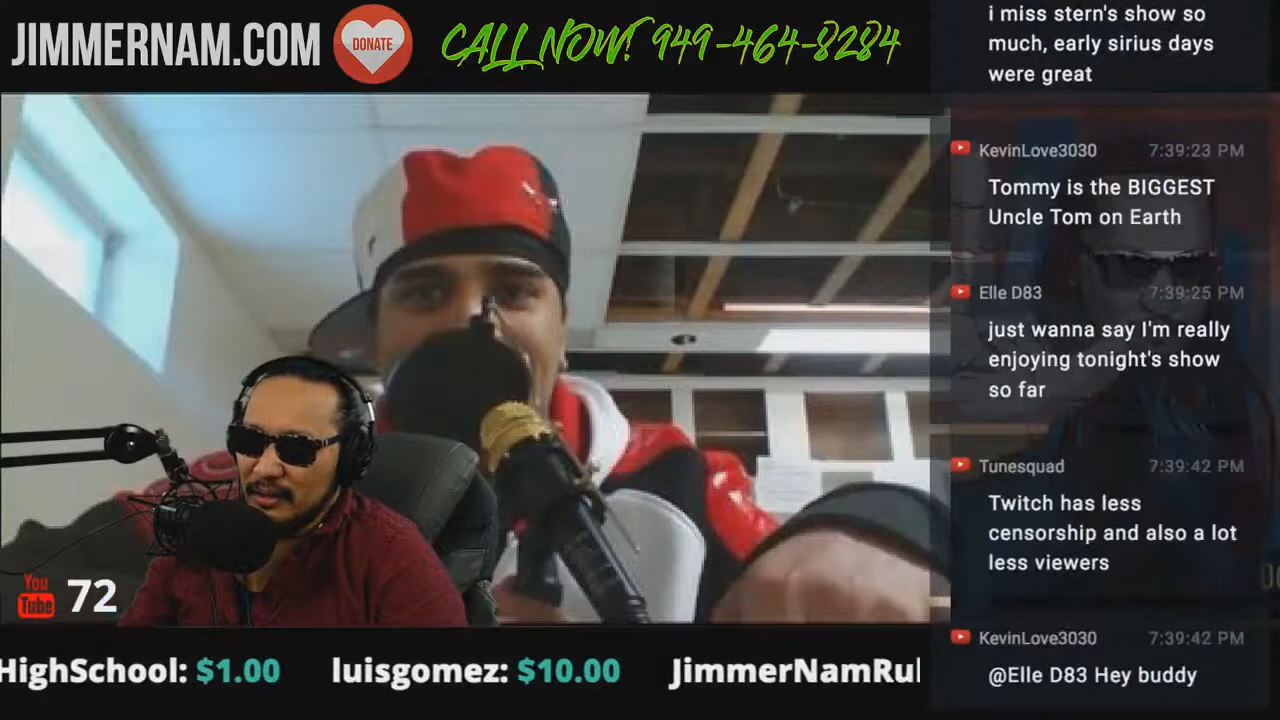 JIMMERNAM.COM
DONATE
CALL NOW! 949-464-8284
i miss stern's show so
much, early sirius days
were great
KevinLove3030 7:39:23 PM
Tommy is the BIGGEST
Uncle Tom on Earth
Elle D83 7:39:25 PM
just wanna say I'm really
enjoying tonight's show
so far
Tunesquad 7:39:42 PM
Twitch has less
censorship and also a lot
less viewers
KevinLove3030 7:39:42 PM
@Elle D83 Hey buddy
You
Tube
72
HighSchool: $1.00 luisgomez: $10.00 JimmerNamRu